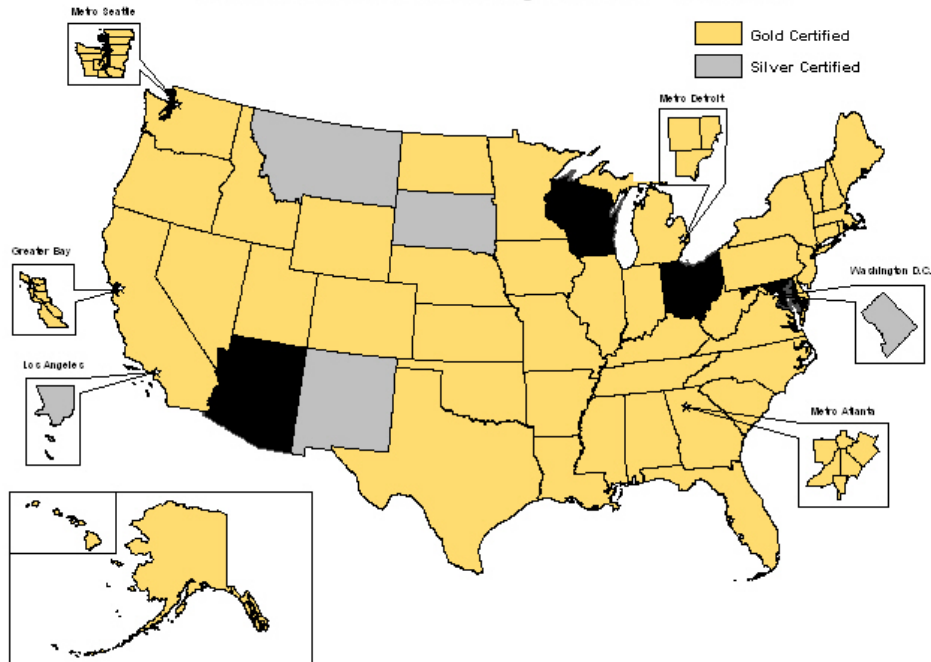 Metro Seattle
Gold Certified
Silver Certified
Metro Detroit
Greater Bay
Washington D.C.
Los Angeles
Metro Atlanta